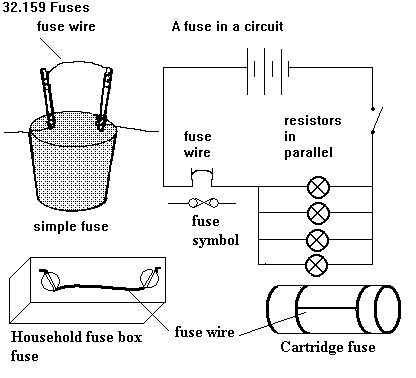 32.159 Fuses
fuse wire
A fuse in a circuit
resistors
in
parallel
fuse
wire
fuse
symbol
simple fuse
Household fuse box
fuse
fuse wire
Cartridge fuse